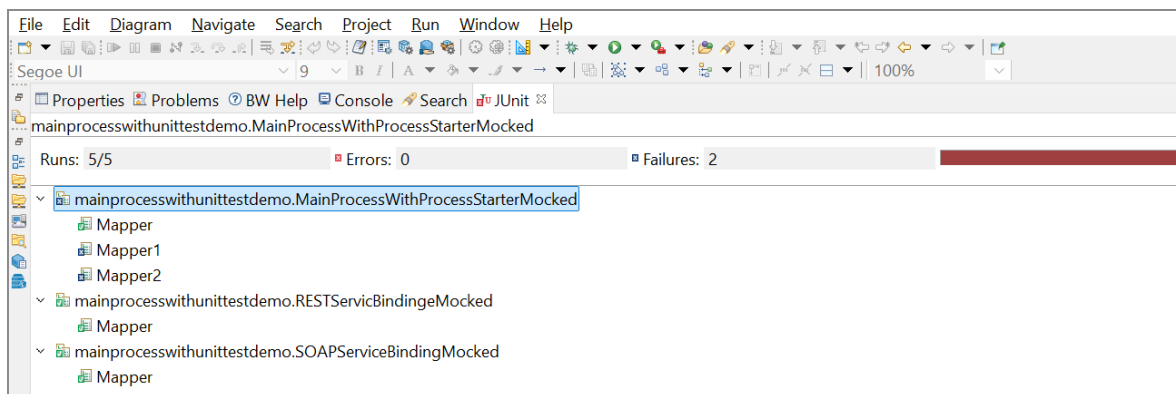 File Edit Diagram Navigate Search Project Run Window Help
Segoe UI 9 B I A 100%
Properties Problems BW Help Console Search JUnit
mainprocesswithunittestdemo.MainProcessWithProcessStarterMocked
Runs: 5/5 Errors: 0 Failures: 2
mainprocesswithunittestdemo.MainProcessWithProcessStarterMocked
Mapper
Mapper1
Mapper2
mainprocesswithunittestdemo.RESTServicBindingeMocked
Mapper
mainprocesswithunittestdemo.SOAPServiceBindingMocked
Mapper